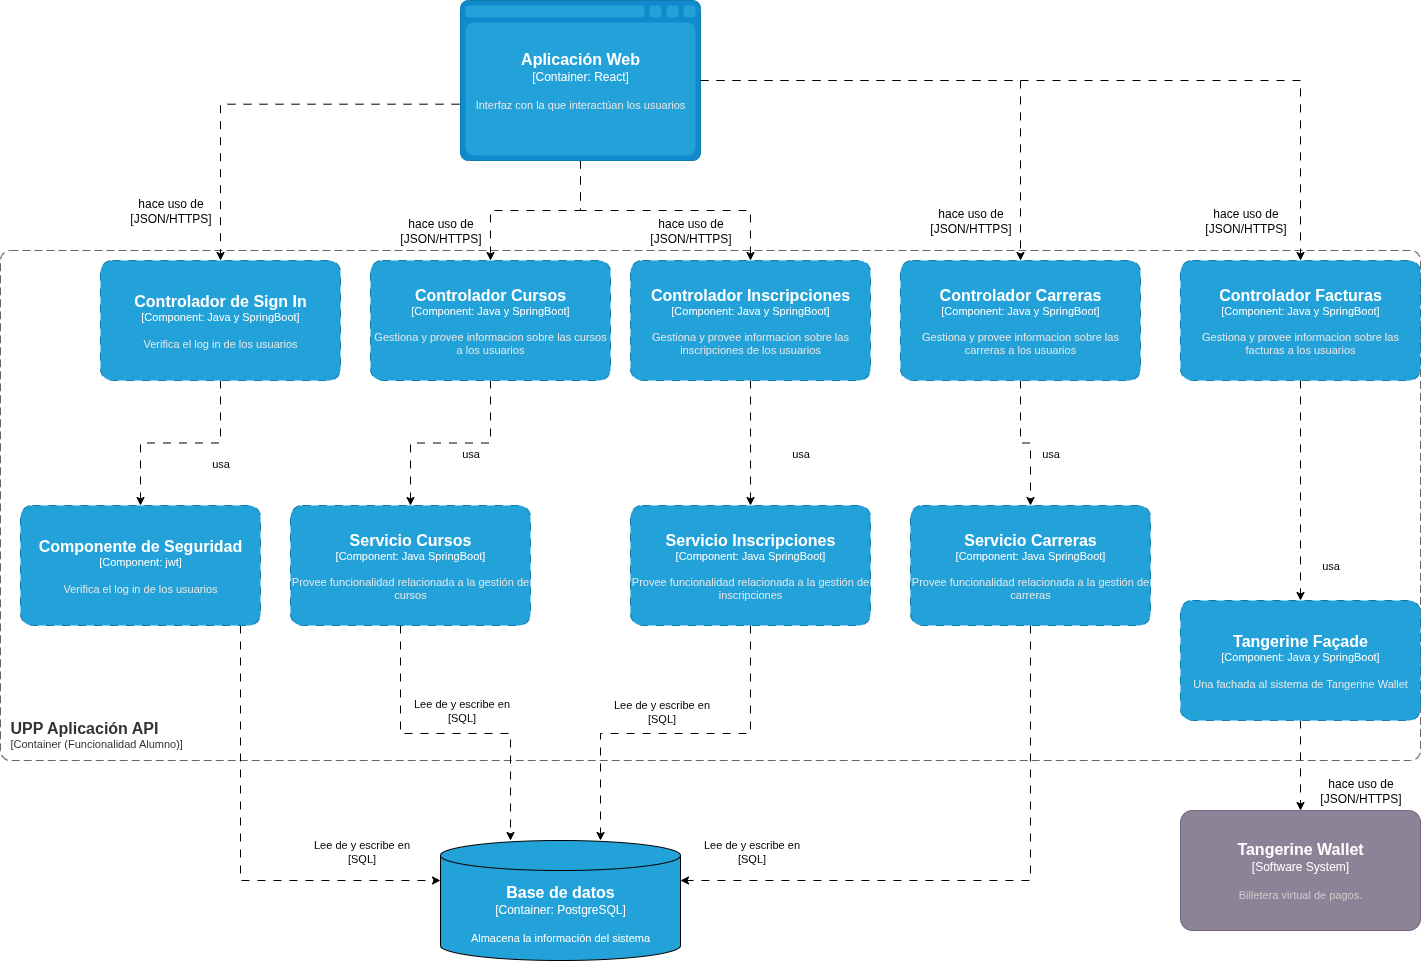 Aplicación Web
[Container: React]
Interfaz con la que interactúan los usuarios
hace uso de
[JSON/HTTPS]
hace uso de
[JSON/HTTPS]
hace uso de
[JSON/HTTPS]
hace uso de
[JSON/HTTPS]
hace uso de
[JSON/HTTPS]
Controlador de Sign In
[Component: Java y SpringBoot]
Verifica el log in de los usuarios
Controlador Cursos
[Component: Java y SpringBoot]
Gestiona y provee informacion sobre las cursos
a los usuarios
Controlador Inscripciones
[Component: Java y SpringBoot]
Gestiona y provee informacion sobre las
inscripciones de los usuarios
Controlador Carreras
[Component: Java y SpringBoot]
Gestiona y provee informacion sobre las
carreras a los usuarios
Controlador Facturas
[Component: Java y SpringBoot]
Gestiona y provee informacion sobre las
facturas a los usuarios
usa
usa
usa
usa
usa
Componente de Seguridad
[Component: jwt]
Verifica el log in de los usuarios
Servicio Cursos
[Component: Java SpringBoot]
Provee funcionalidad relacionada a la gestión de
cursos
Servicio Inscripciones
[Component: Java SpringBoot]
Provee funcionalidad relacionada a la gestión de
inscripciones
Servicio Carreras
[Component: Java SpringBoot]
Provee funcionalidad relacionada a la gestión de
carreras
Tangerine Façade
[Component: Java y SpringBoot]
Una fachada al sistema de Tangerine Wallet
Lee de y escribe en
[SQL]
Lee de y escribe en
[SQL]
UPP Aplicación API
[Container (Funcionalidad Alumno)]
hace uso de
[JSON/HTTPS]
Lee de y escribe en
[SQL]
Lee de y escribe en
[SQL]
Base de datos
[Container: PostgreSQL]
Almacena la información del sistema
Tangerine Wallet
[Software System]
Billetera virtual de pagos.